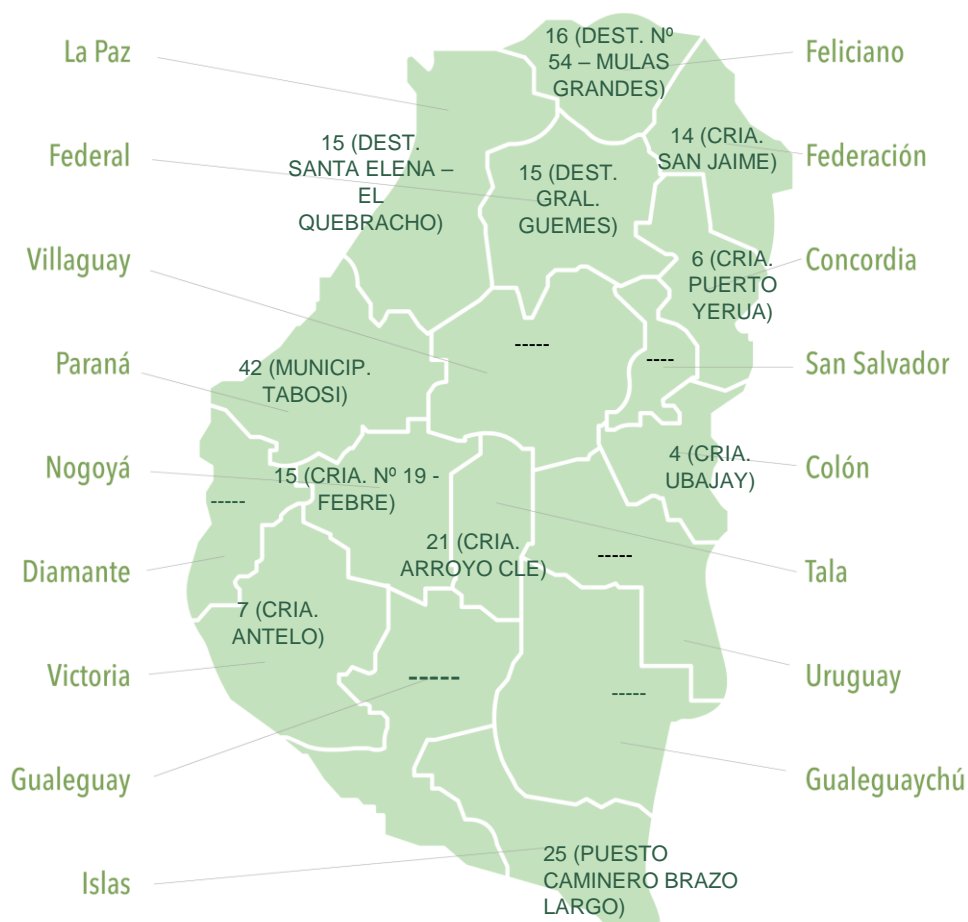 La Paz
16 (DEST. Nº
54 – MULAS
GRANDES)
Feliciano
Federal
15 (DEST.
SANTA ELENA –
EL
QUEBRACHO)
15 (DEST.
GRAL.
GUEMES)
14 (CRIA.
SAN JAIME)
Federación
Villaguay
6 (CRIA.
PUERTO
YERUA)
Concordia
-----
----
Paraná
42 (MUNICIP.
TABOSI)
San Salvador
Nogoyá
15 (CRIA. Nº 19 -
FEBRE)
4 (CRIA.
UBAJAY)
Colón
-----
Diamante
21 (CRIA.
ARROYO CLE)
-----
Tala
7 (CRIA.
ANTELO)
Victoria
-----
-----
Uruguay
Gualeguay
Gualeguaychú
Islas
25 (PUESTO
CAMINERO BRAZO
LARGO)